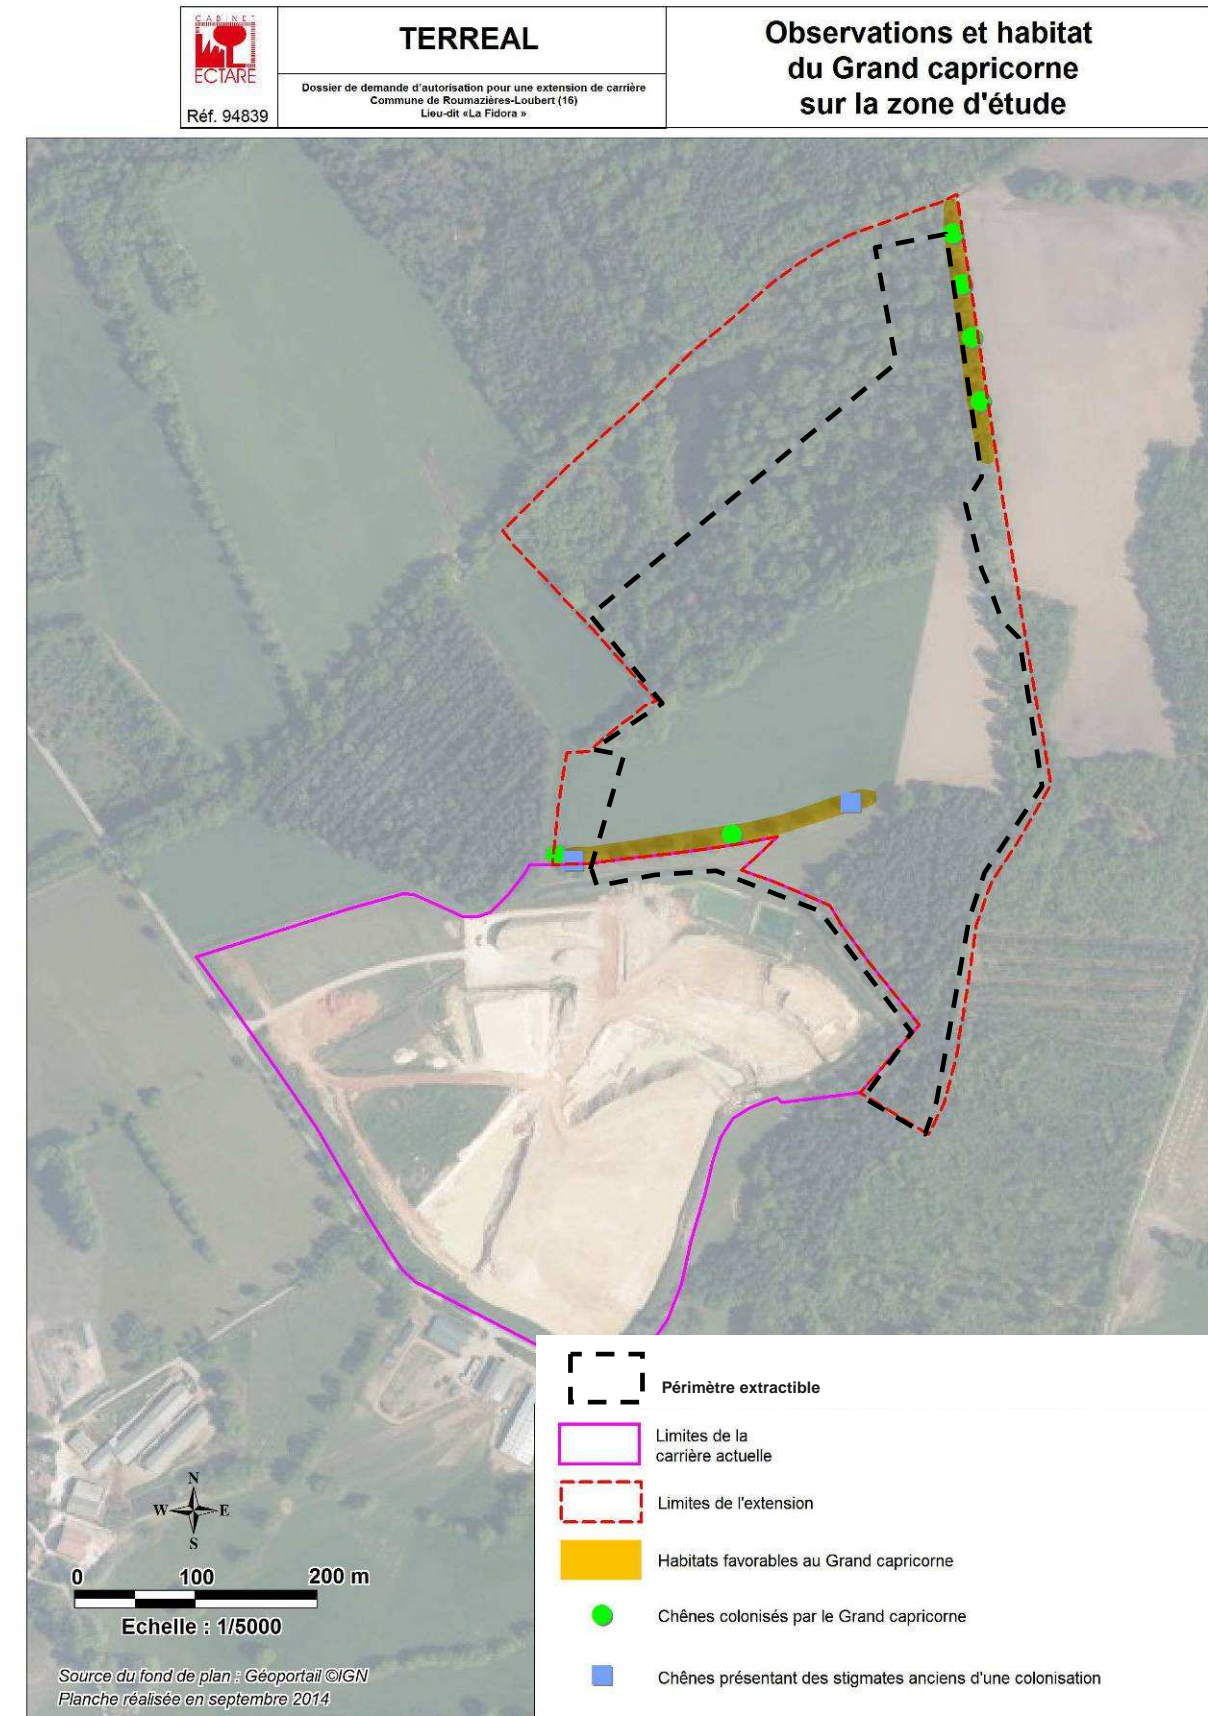 CABINET
ECTARE
Réf. 94839
TERREAL
Dossier de demande d'autorisation pour une extension de carrière
Commune de Roumazières-Loubert (16)
Lieu-dit «La Fidora »
Observations et habitat
du Grand capricorne
sur la zone d'étude
Périmètre extractible
Limites de la
carrière actuelle
Limites de l'extension
Habitats favorables au Grand capricorne
Chênes colonisés par le Grand capricorne
Chênes présentant des stigmates anciens d'une colonisation
N
W E
S
0 100 200 m
Echelle : 1/5000
Source du fond de plan : Géoportail ©IGN
Planche réalisée en septembre 2014